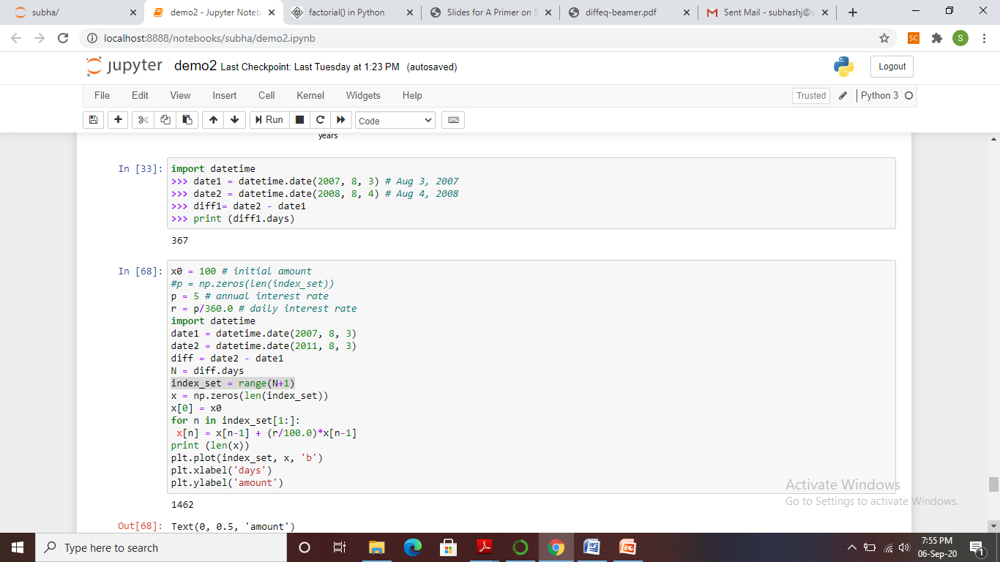 subha/
demo2 - Jupyter Noteb
factorial() in Python
Slides for A Primer on S
diffeq-beamer.pdf
Sent Mail - subhashj@s
localhost:8888/notebooks/subha/demo2.ipynb
SC
S
jupyter demo2 Last Checkpoint: Last Tuesday at 1:23 PM (autosaved)
Logout
File Edit View Insert Cell Kernel Widgets Help
Trusted Python 3
Run Code
years
In [33]: import datetime
>>> date1 = datetime.date(2007, 8, 3) # Aug 3, 2007
>>> date2 = datetime.date(2008, 8, 4) # Aug 4, 2008
>>> diff1= date2 - date1
>>> print (diff1.days)
367
In [68]: x0 = 100 # initial amount
#p = np.zeros(len(index_set))
p = 5 # annual interest rate
r = p/360.0 # daily interest rate
import datetime
date1 = datetime.date(2007, 8, 3)
date2 = datetime.date(2011, 8, 3)
diff = date2 - date1
N = diff.days
index_set = range(N+1)
x = np.zeros(len(index_set))
x[0] = x0
for n in index_set[1:]:
x[n] = x[n-1] + (r/100.0)*x[n-1]
print (len(x))
plt.plot(index_set, x, 'b')
plt.xlabel('days')
plt.ylabel('amount')
1462
Out[68]: Text(0, 0.5, 'amount')
Activate Windows
Go to Settings to activate Windows.
Type here to search
7:55 PM
06-Sep-20
1